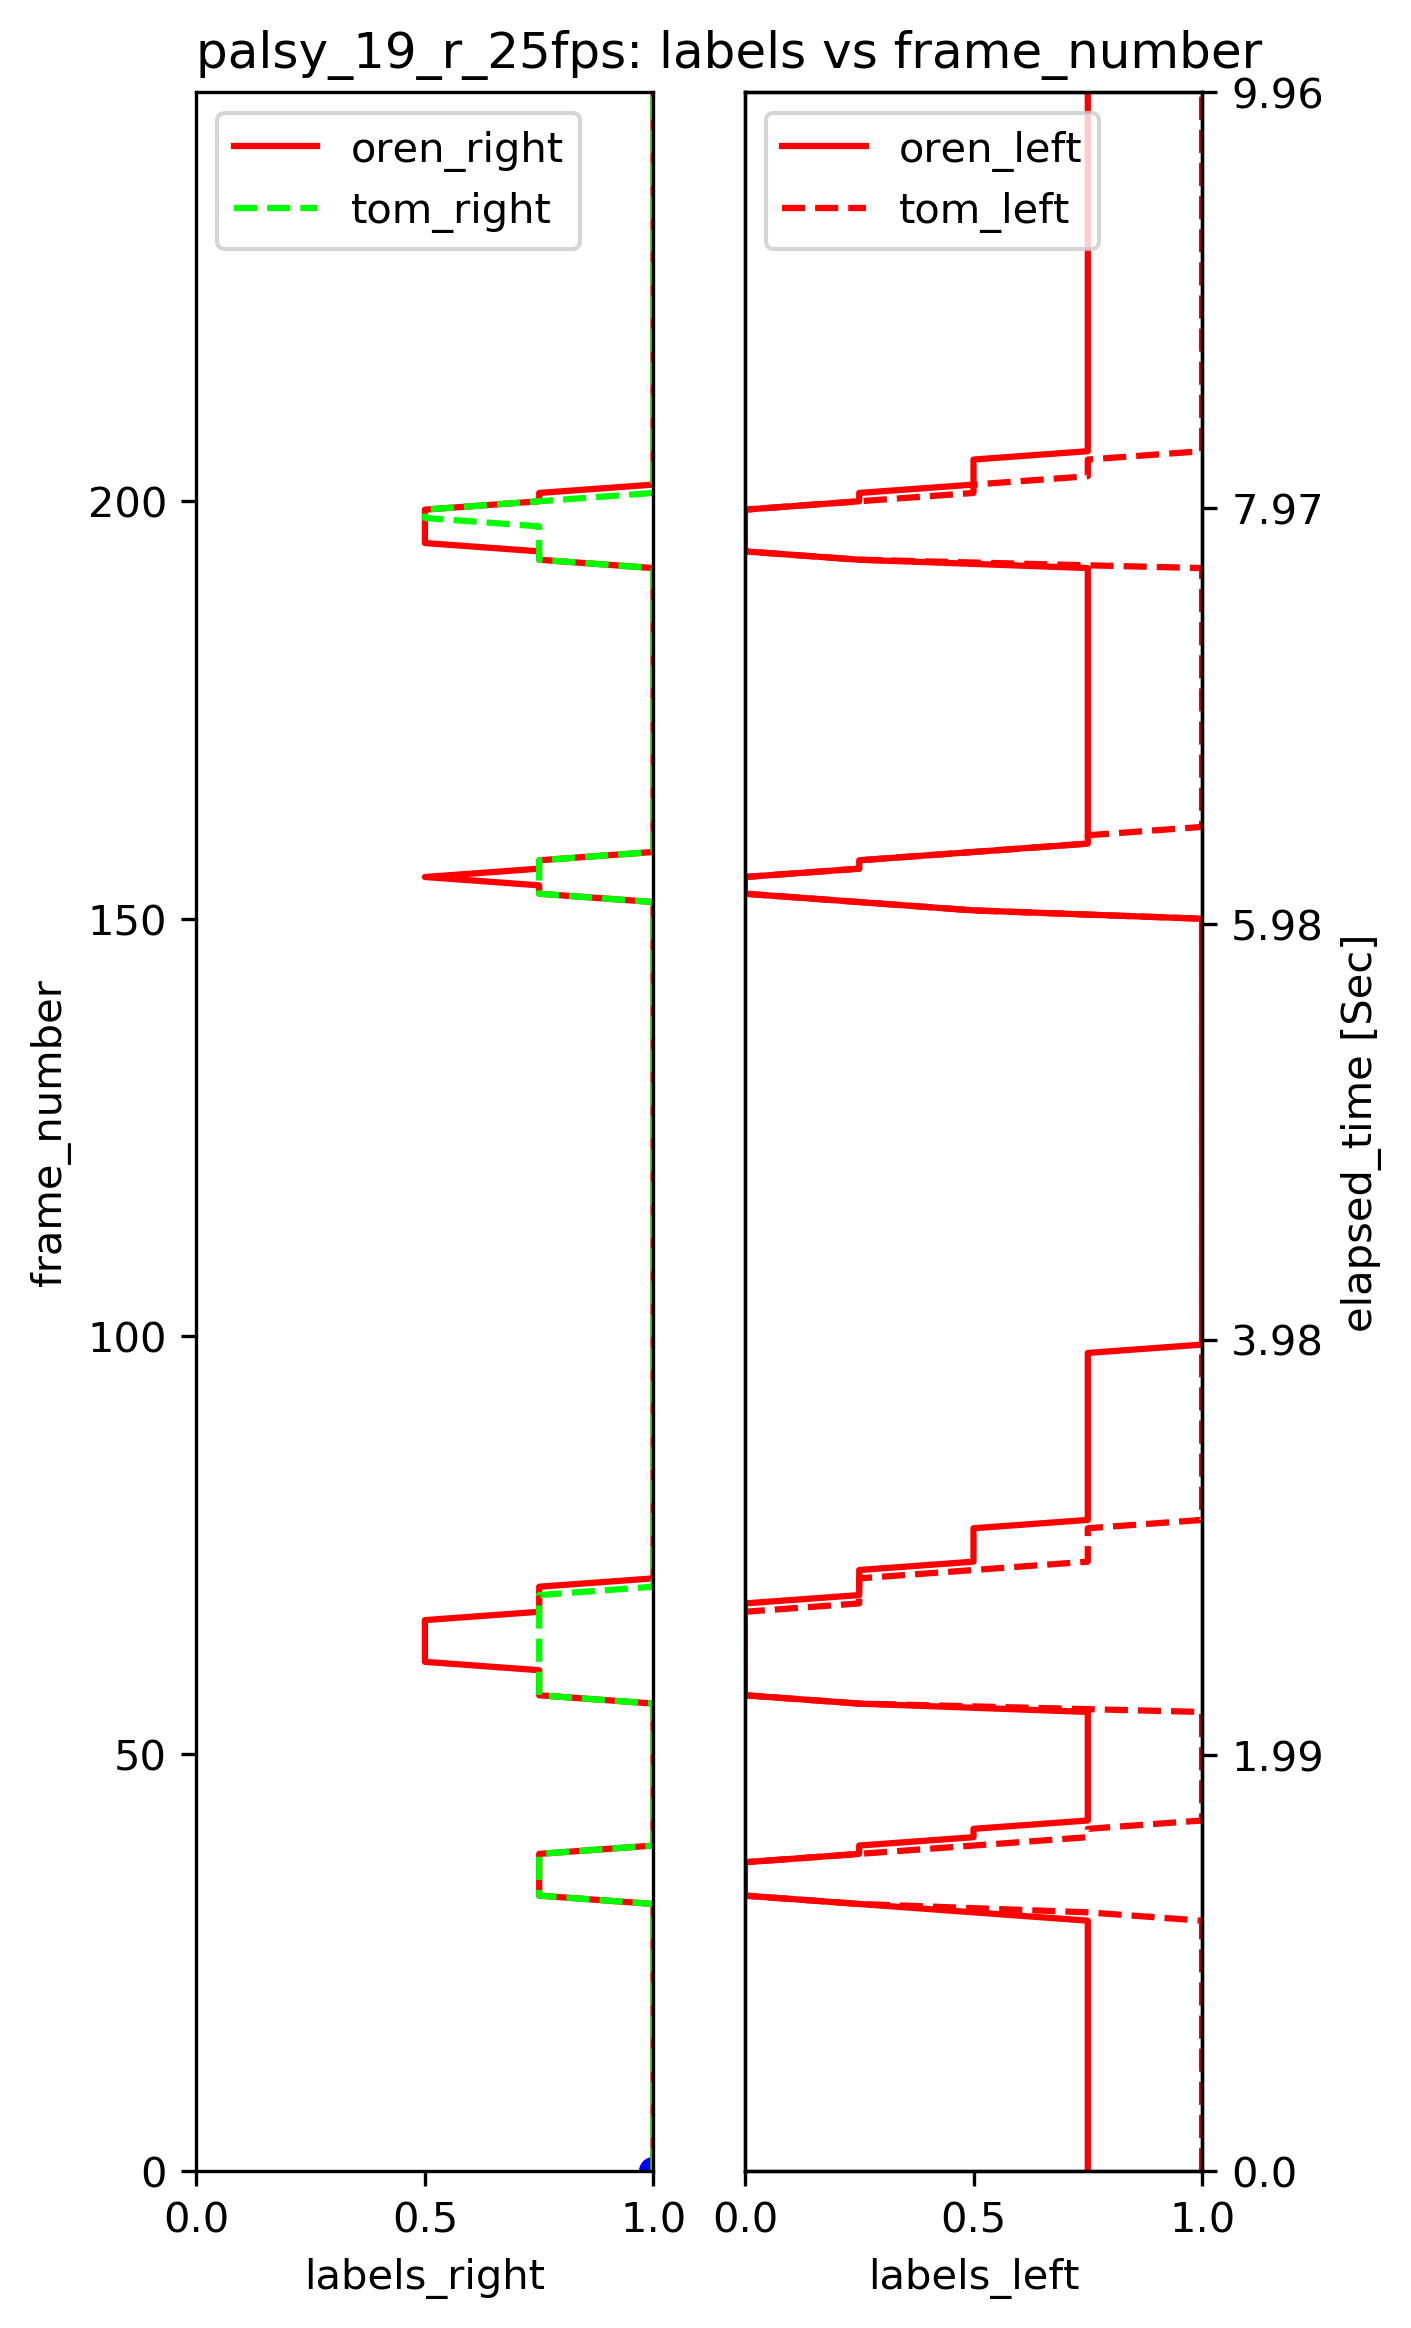 palsy_19_r_25fps: labels vs frame_number
oren_right
tom_right
oren_left
tom_left
9.96
200
7.97
150
5.98
frame_number
elapsed_time [Sec]
100
3.98
50
1.99
0
0.0
0.0
0.5
1.0
0.0
0.5
1.0
labels_right
labels_left